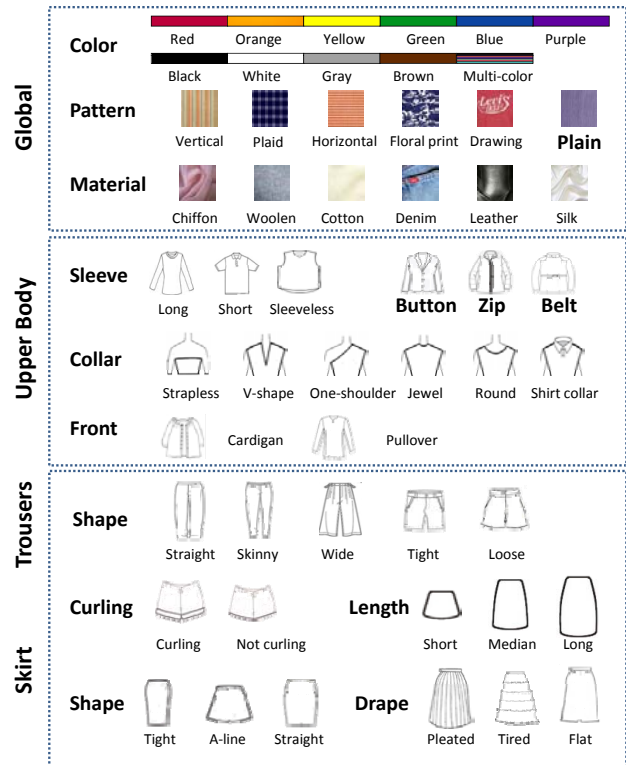 Global
Color
Red Orange Yellow Green Blue Purple
Black White Gray Brown Multi-color
Pattern
Vertical Plaid Horizontal Floral print Drawing Plain
Material
Chiffon Woolen Cotton Denim Leather Silk
Upper Body
Sleeve
Long Short Sleeveless Button Zip Belt
Collar
Strapless V-shape One-shoulder Jewel Round Shirt collar
Front
Cardigan Pullover
Trousers
Shape
Straight Skinny Wide Tight Loose
Curling
Curling Not curling
Skirt
Length
Short Median Long
Shape
Tight A-line Straight
Drape
Pleated Tired Flat